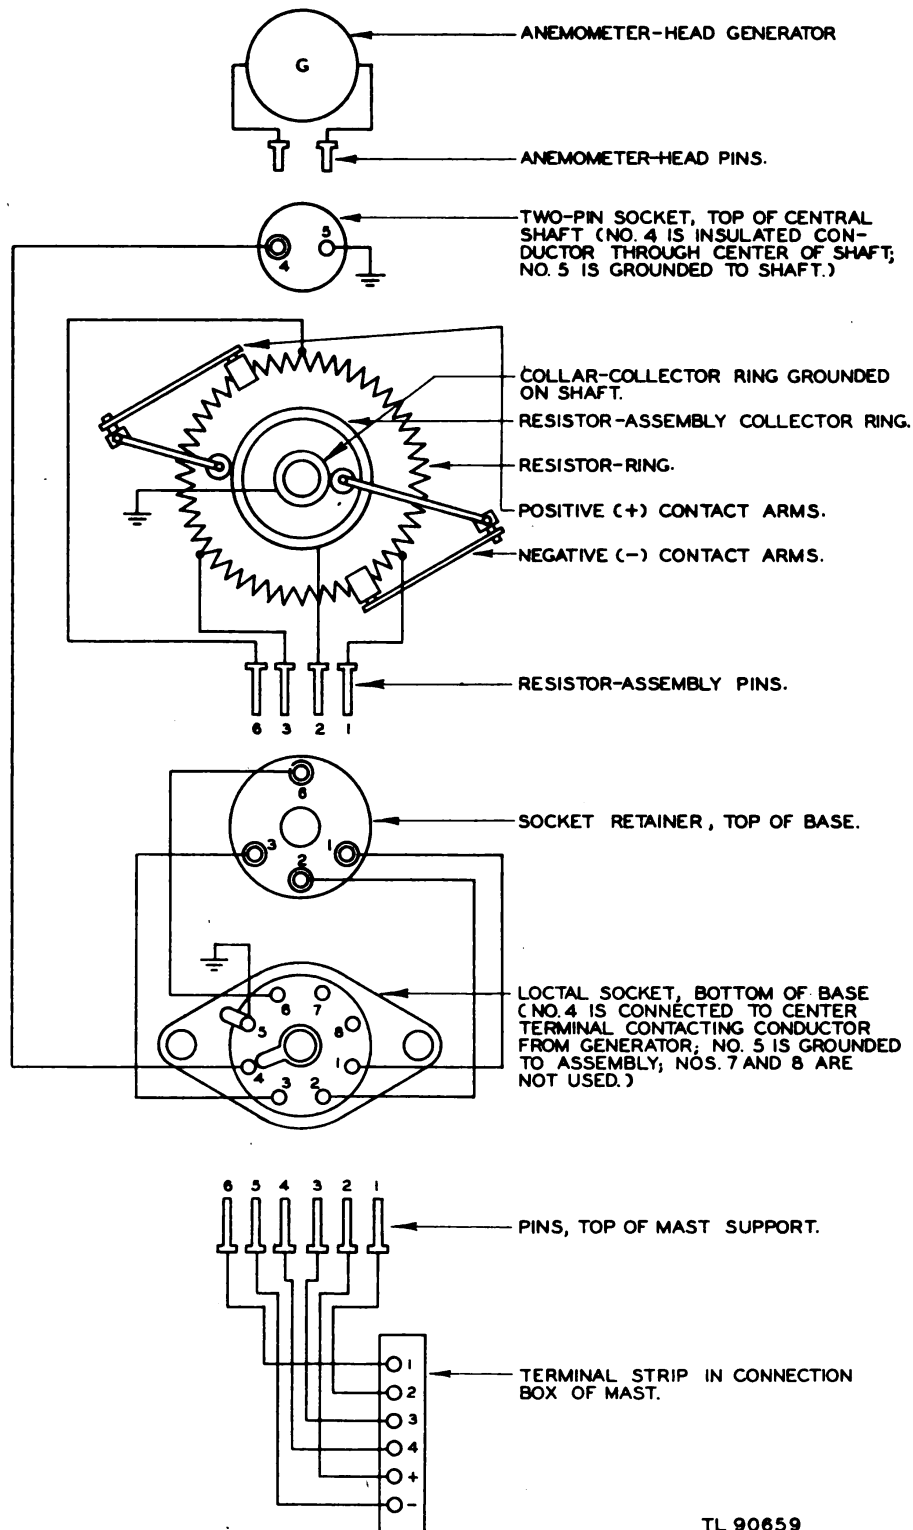 ANEMOMETER-HEAD GENERATOR
G
ANEMOMETER-HEAD PINS.
TWO-PIN SOCKET, TOP OF CENTRAL
SHAFT (NO. 4 IS INSULATED CON-
DUCTOR THROUGH CENTER OF SHAFT;
NO. 5 IS GROUNDED TO SHAFT.)
4 5
COLLAR-COLLECTOR RING GROUNDED
ON SHAFT.
RESISTOR-ASSEMBLY COLLECTOR RING.
RESISTOR-RING.
POSITIVE (+) CONTACT ARMS.
NEGATIVE (-) CONTACT ARMS.
RESISTOR-ASSEMBLY PINS.
6 3 2 1
6
SOCKET RETAINER, TOP OF BASE.
3 2 1
LOCTAL SOCKET, BOTTOM OF BASE
(NO. 4 IS CONNECTED TO CENTER
TERMINAL CONTACTING CONDUCTOR
FROM GENERATOR; NO. 5 IS GROUNDED
TO ASSEMBLY; NOS. 7 AND 8 ARE
NOT USED.)
6 7
5 8
4 1
3 2
6 5 4 3 2 1
PINS, TOP OF MAST SUPPORT.
1
2
3
4
+
-
TERMINAL STRIP IN CONNECTION
BOX OF MAST.
TL 90659